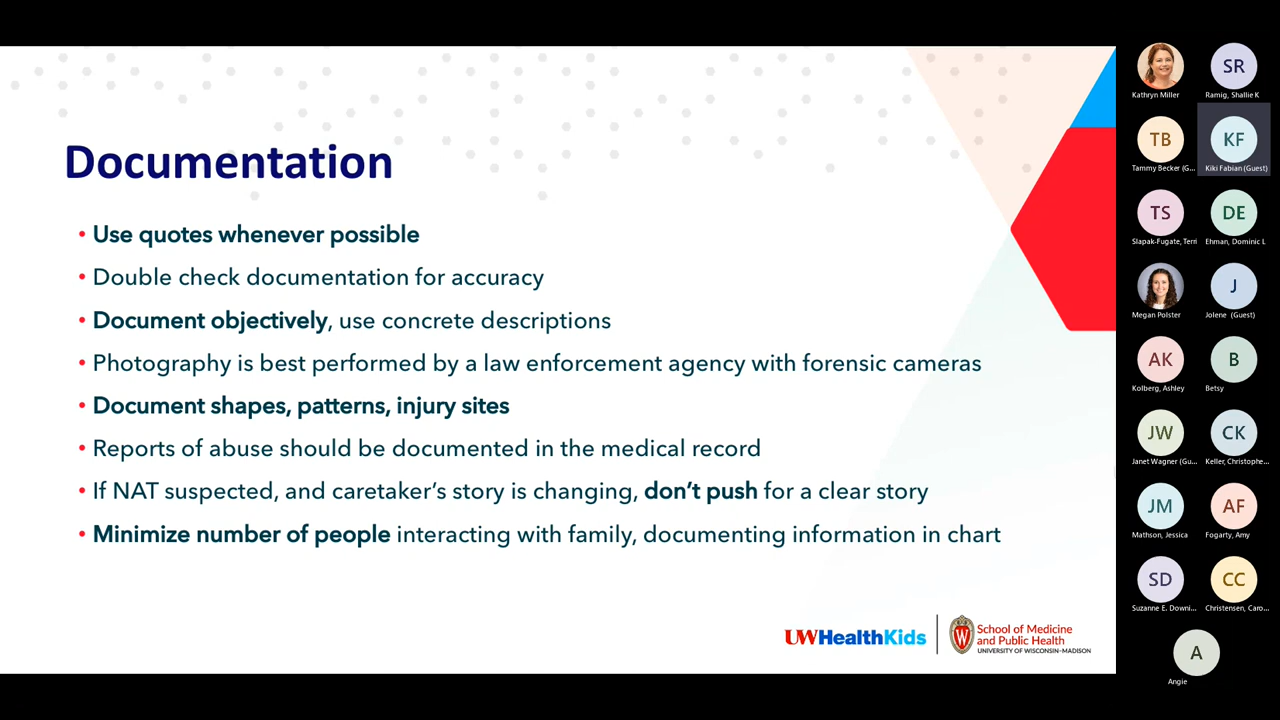 Documentation
• Use quotes whenever possible
• Double check documentation for accuracy
• Document objectively, use concrete descriptions
• Photography is best performed by a law enforcement agency with forensic cameras
• Document shapes, patterns, injury sites
• Reports of abuse should be documented in the medical record
• If NAT suspected, and caretaker's story is changing, don't push for a clear story
• Minimize number of people interacting with family, documenting information in chart
UWHealthKids
W
School of Medicine
and Public Health
UNIVERSITY OF WISCONSIN-MADISON
Kathryn Miller
SR
Ramig, Shallie K
TB
Tammy Becker (G...
KF
Kiki Fabian (Guest)
TS
Slapak-Fugate, Terri
DE
Ehman, Dominic L
Megan Polster
J
Jolene (Guest)
AK
Kolberg, Ashley
B
Betsy
JW
Janet Wagner (Gu...
CK
Keller, Christophe...
JM
Mathson, Jessica
AF
Fogarty, Amy
SD
Suzanne E. Downi...
CC
Christensen, Caro...
A
Angie